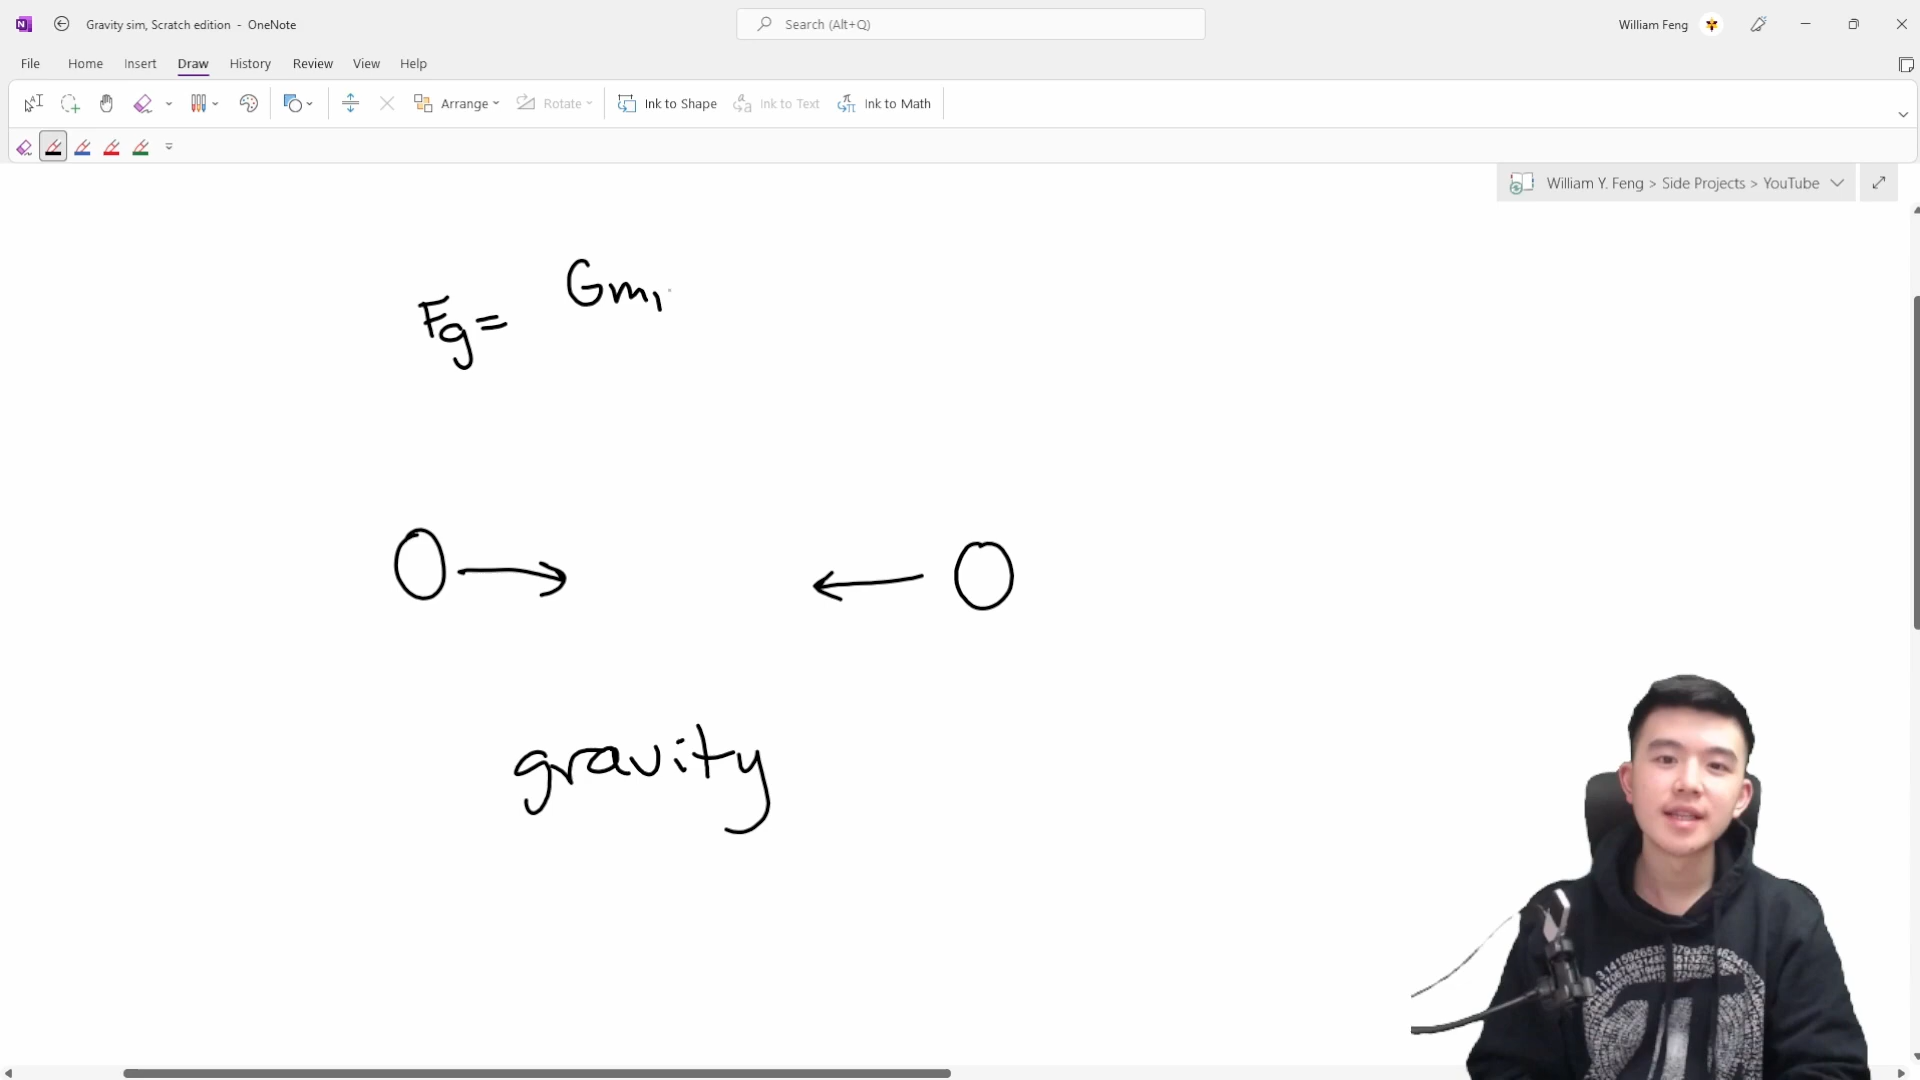 Gravity sim, Scratch edition - OneNote
Search (Alt+Q)
William Feng
File Home Insert Draw History Review View Help
Arrange Rotate Ink to Shape Ink to Text Ink to Math
William Y. Feng > Side Projects > YouTube
Gm₁
Fg=
gravity